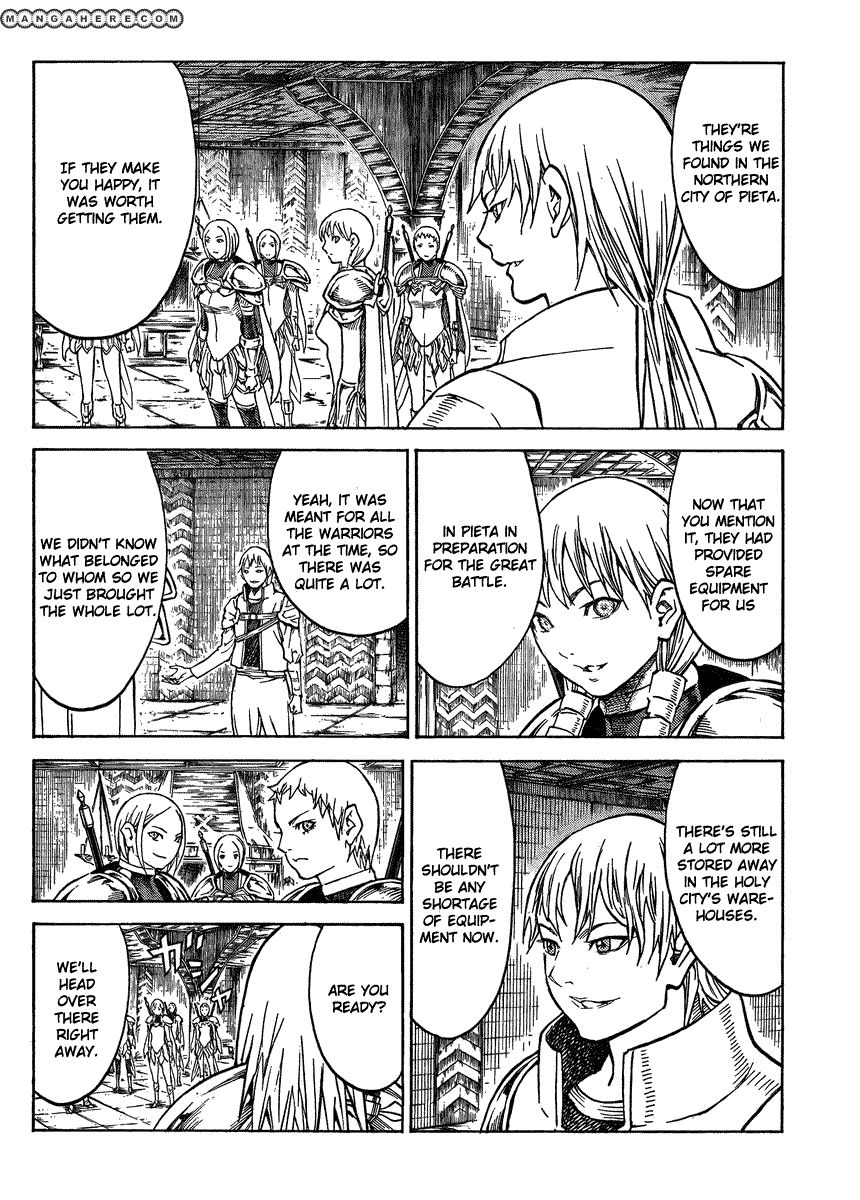 MANGAHERE.COM
THEY'RE
THINGS WE
FOUND IN THE
NORTHERN
CITY OF PIETA.
IF THEY MAKE
YOU HAPPY, IT
WAS WORTH
GETTING THEM.
NOW THAT
YOU MENTION
IT, THEY HAD
PROVIDED
SPARE
EQUIPMENT
FOR US
IN PIETA IN
PREPARATION
FOR THE GREAT
BATTLE.
YEAH, IT WAS
MEANT FOR ALL
THE WARRIORS
AT THE TIME, SO
THERE WAS
QUITE A LOT.
WE DIDN'T KNOW
WHAT BELONGED
TO WHOM SO WE
JUST BROUGHT
THE WHOLE LOT.
THERE'S STILL
A LOT MORE
STORED AWAY
IN THE HOLY
CITY'S WARE-
HOUSES.
THERE
SHOULDN'T
BE ANY
SHORTAGE
OF EQUIP-
MENT NOW.
ARE YOU
READY?
WE'LL
HEAD
OVER
THERE
RIGHT
AWAY.